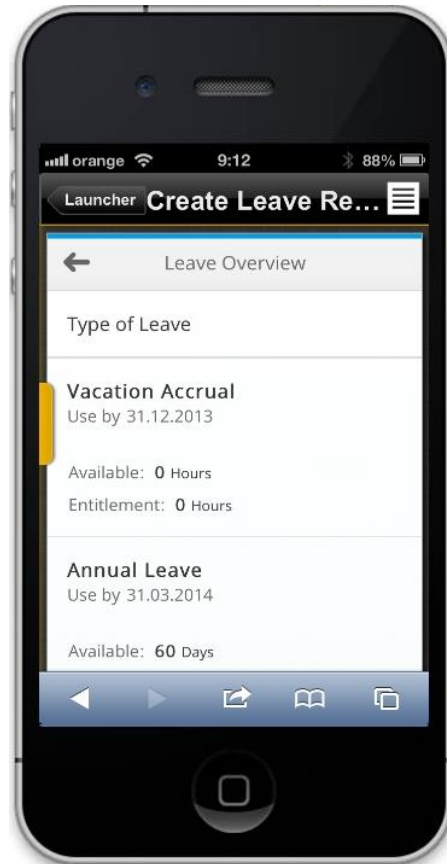 orange 9:12 88%
Launcher Create Leave Re...
Leave Overview
Type of Leave
Vacation Accrual
Use by 31.12.2013
Available: 0 Hours
Entitlement: 0 Hours
Annual Leave
Use by 31.03.2014
Available: 60 Days